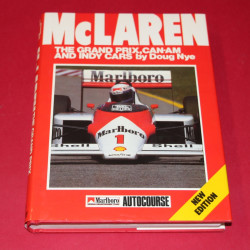 McLAREN
THE GRAND PRIX, CAN-AM
AND INDY CARS by Doug Nye
Marlboro
1
Shell
Shell
Marlboro AUTOCOURSE
NEW
EDITION